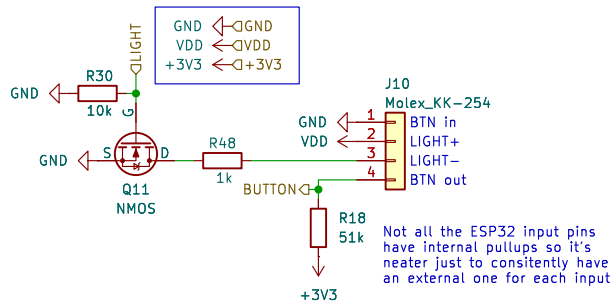 GND GND
VDD VDD
+3V3 +3V3
LIGHT
R30
GND
10k
G
J10
Molex_KK-254
GND 1 BTN in
VDD 2 LIGHT+
3 LIGHT-
4 BTN out
GND S D
R48
1k
Q11
NMOS
BUTTON
R18
51k
+3V3
Not all the ESP32 input pins
have internal pullups so it's
neater just to consitently have
an external one for each input